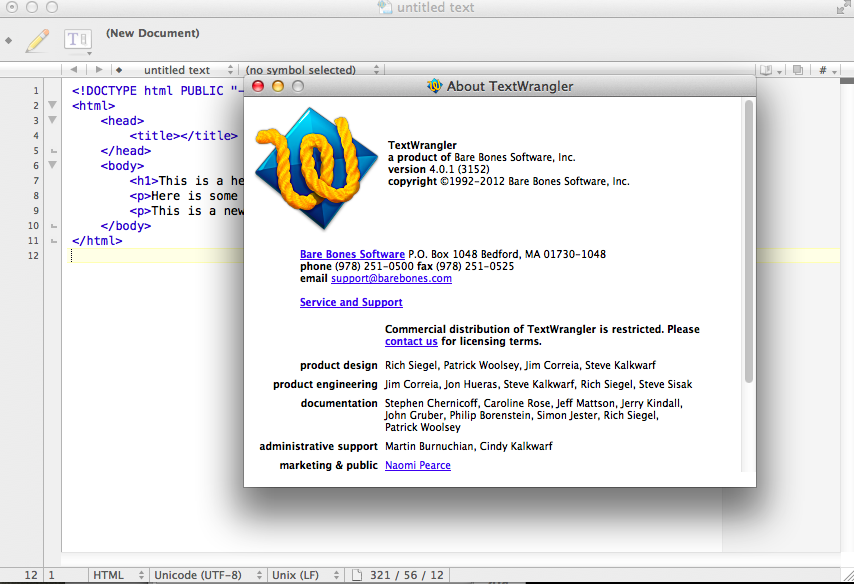 untitled text
(New Document)
untitled text
(no symbol selected)
#
1 <!DOCTYPE html PUBLIC "-
2 <html>
3 <head>
4 <title></title>
5 </head>
6 <body>
7 <h1>This is a he
8 <p>Here is some
9 <p>This is a new
10 </body>
11 </html>
12
About TextWrangler
TextWrangler
a product of Bare Bones Software, Inc.
version 4.0.1 (3152)
copyright ©1992-2012 Bare Bones Software, Inc.
Bare Bones Software P.O. Box 1048 Bedford, MA 01730-1048
phone (978) 251-0500 fax (978) 251-0525
email support@barebones.com
Service and Support
Commercial distribution of TextWrangler is restricted. Please
contact us for licensing terms.
product design Rich Siegel, Patrick Woolsey, Jim Correia, Steve Kalkwarf
product engineering Jim Correia, Jon Hueras, Steve Kalkwarf, Rich Siegel, Steve Sisak
documentation Stephen Chernicoff, Caroline Rose, Jeff Mattson, Jerry Kindall,
John Gruber, Philip Borenstein, Simon Jester, Rich Siegel,
Patrick Woolsey
administrative support Martin Burnuchian, Cindy Kalkwarf
marketing & public Naomi Pearce
12 1 HTML Unicode (UTF-8) Unix (LF) 321 / 56 / 12